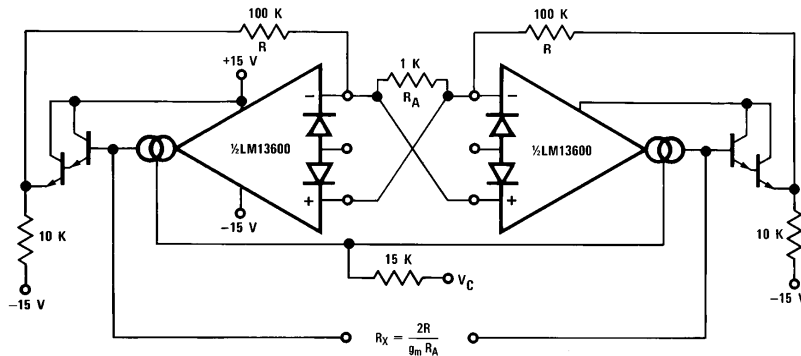 100 K
R
100 K
R
+15 V
1 K
R_A
−
−
½LM13600
½LM13600
+
+
10 K
−15 V
−15 V
15 K
V_C
10 K
−15 V
R_X = 2R / g_m R_A